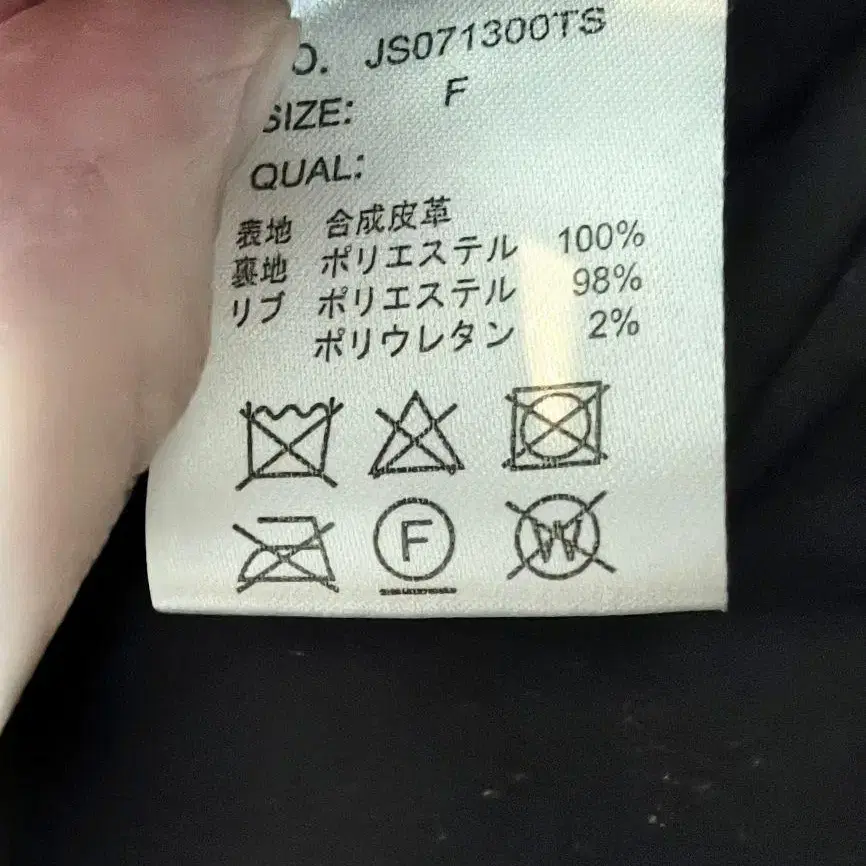 O. JS071300TS
SIZE: F
QUAL:
表地 合成皮革
裏地 ポリエステル 100%
リブ ポリエステル 98%
ポリウレタン 2%
F
W